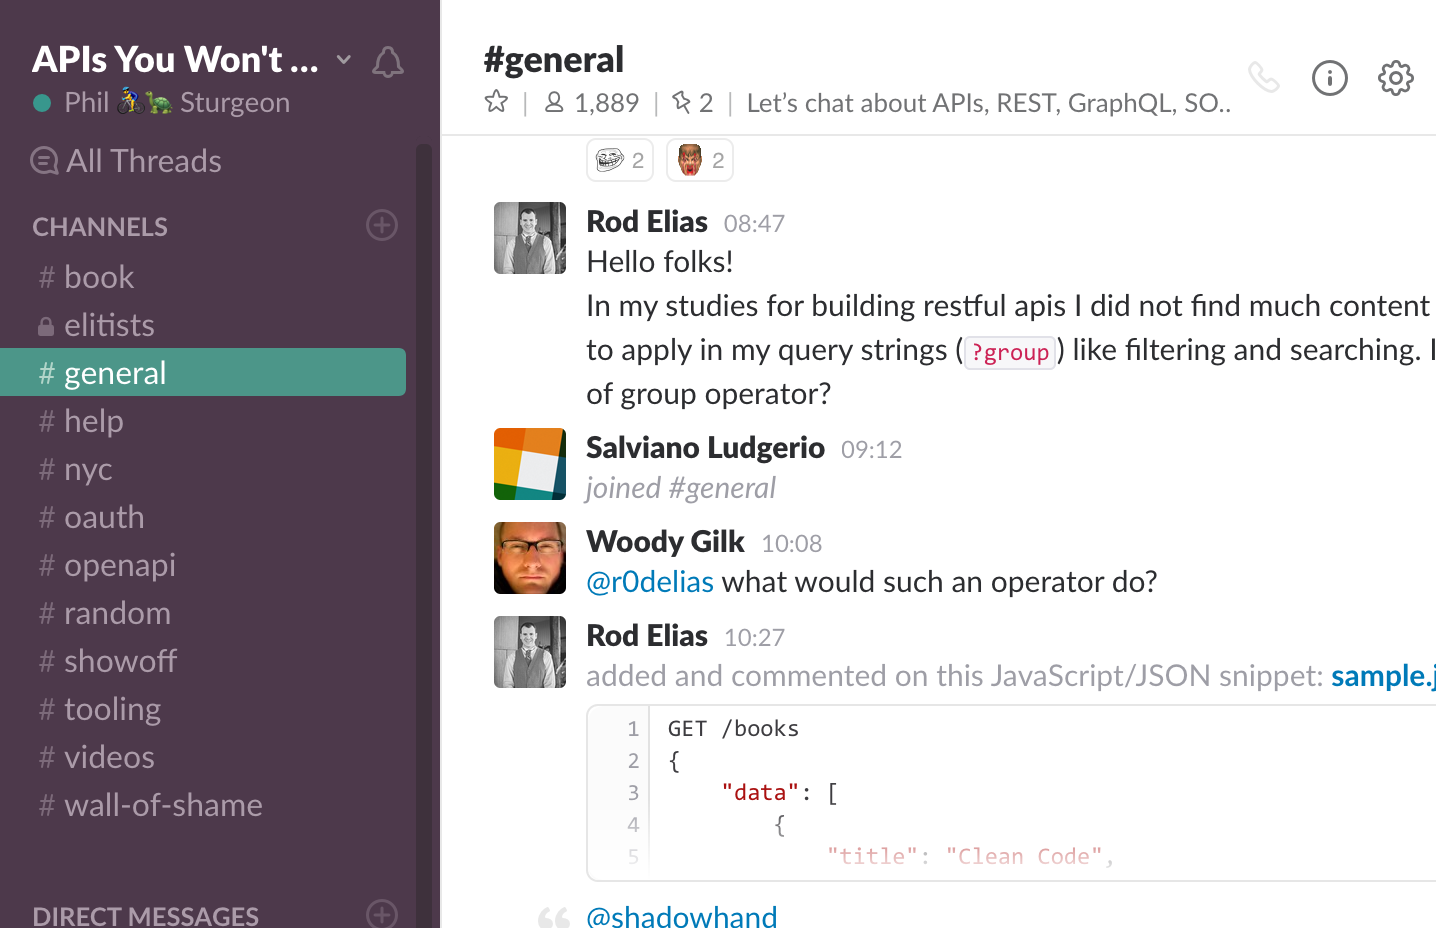 APIs You Won't ...
Phil Sturgeon
All Threads
CHANNELS
# book
elitists
# general
# help
# nyc
# oauth
# openapi
# random
# showoff
# tooling
# videos
# wall-of-shame
DIRECT MESSAGES
#general
1,889 | 2 | Let's chat about APIs, REST, GraphQL, SO..
2 2
Rod Elias 08:47
Hello folks!
In my studies for building restful apis I did not find much content
to apply in my query strings (?group) like filtering and searching. I
of group operator?
Salviano Ludgerio 09:12
joined #general
Woody Gilk 10:08
@r0delias what would such an operator do?
Rod Elias 10:27
added and commented on this JavaScript/JSON snippet: sample.j
1 GET /books
2 {
3 "data": [
4 {
5 "title": "Clean Code",
@shadowhand